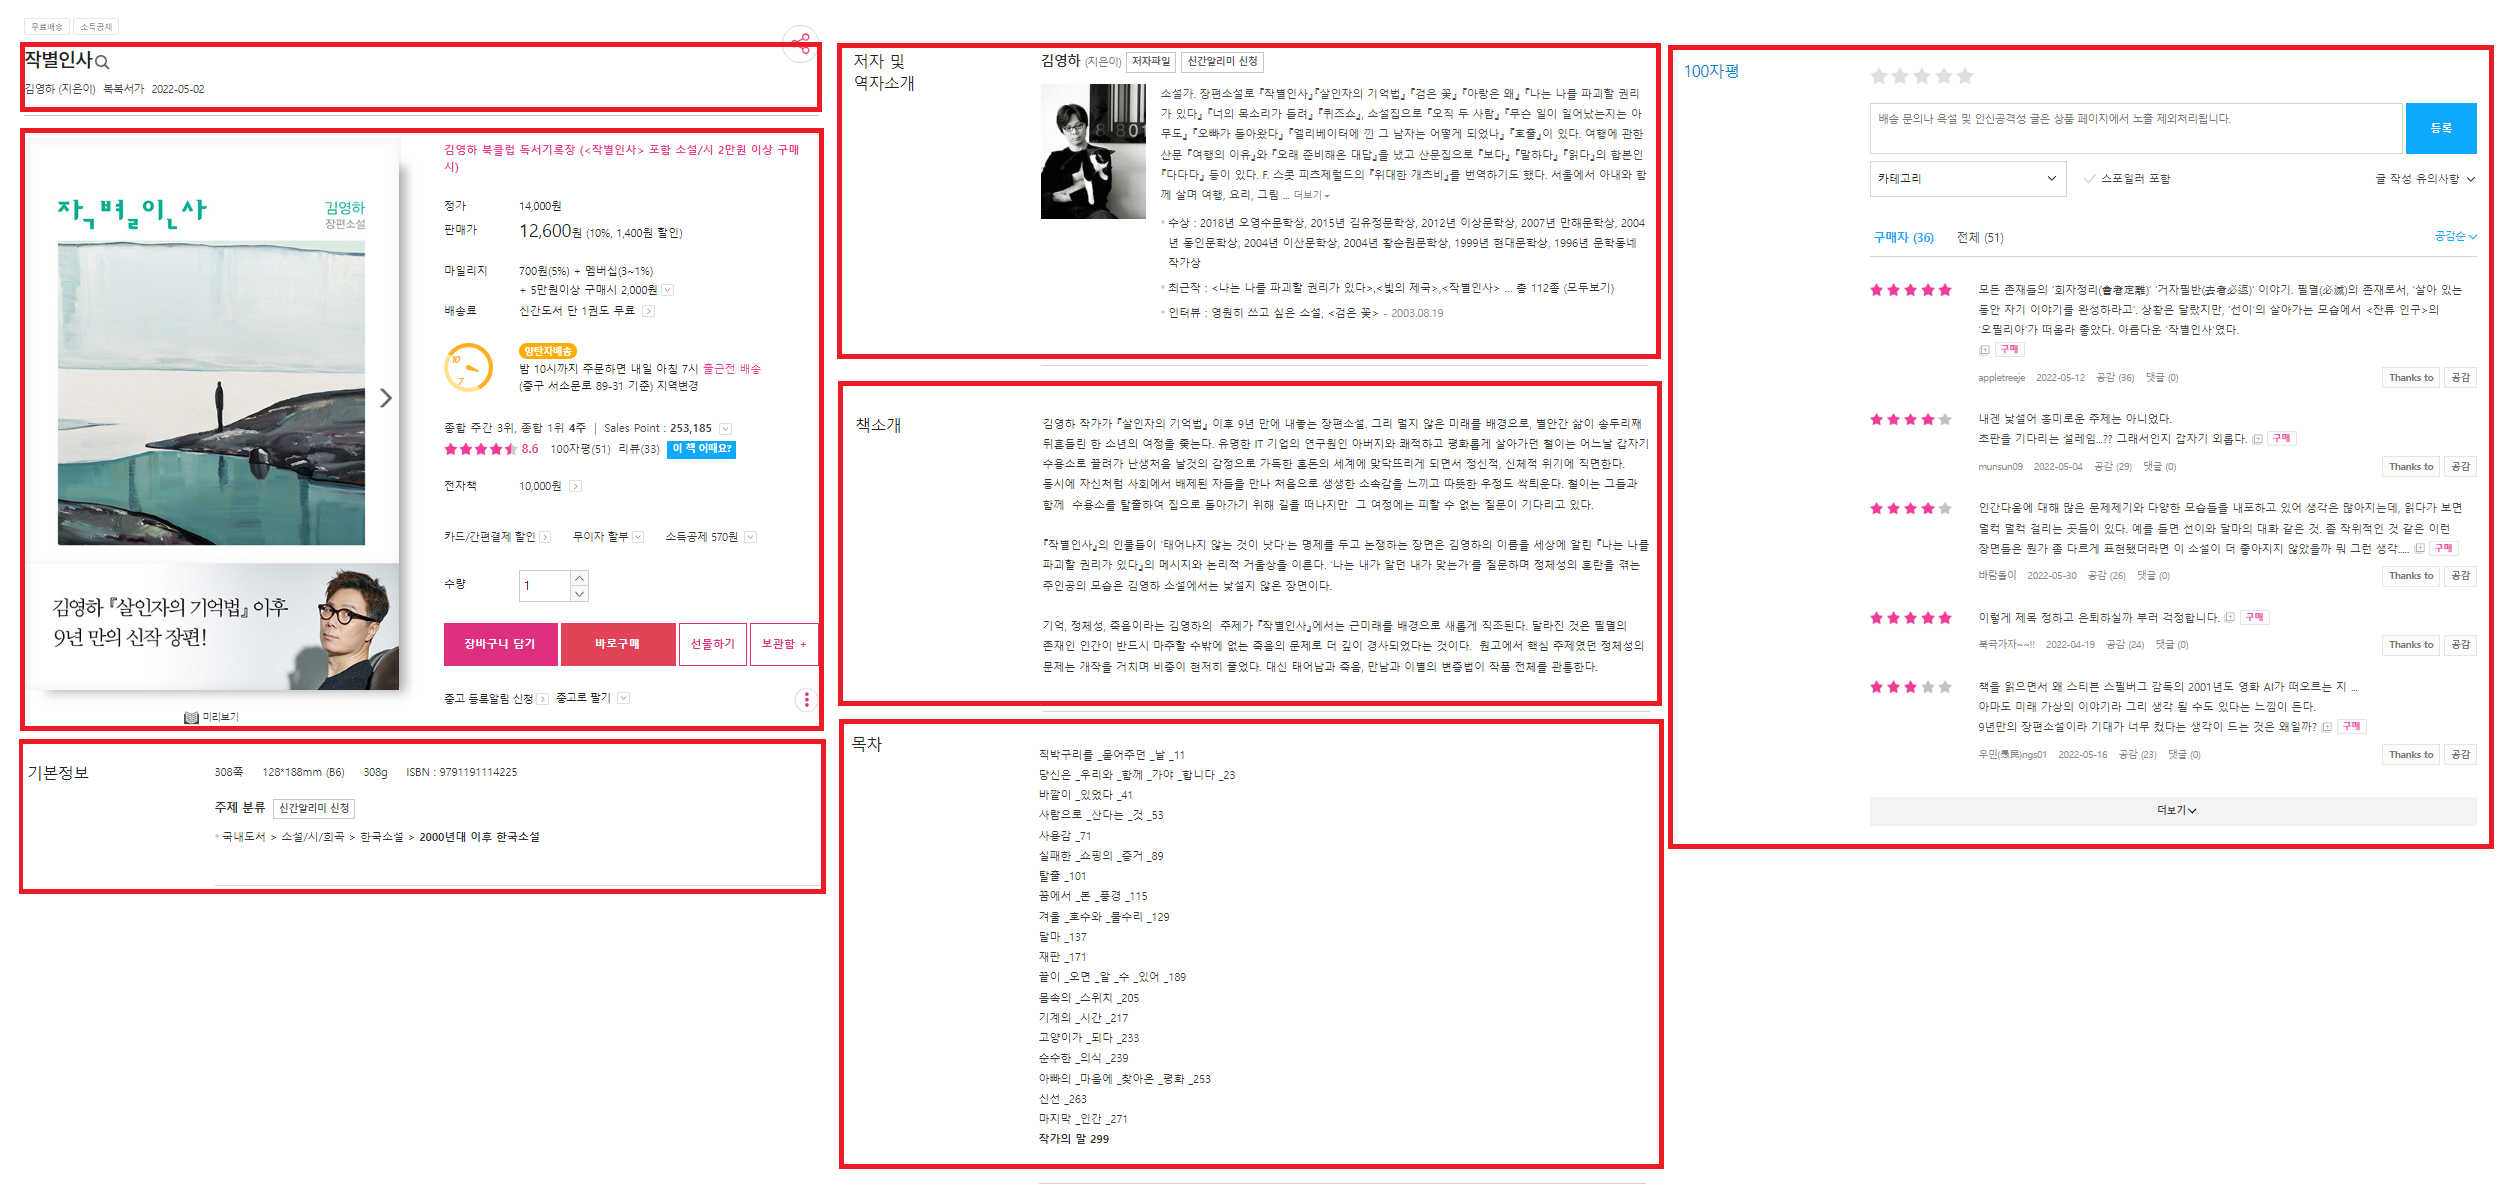 무료배송 소득공제
작별인사
김영하 (지은이) 복복서가 2022-05-02
작별인사
김영하
장편소설
김영하 『살인자의 기억법』 이후
9년 만의 신작 장편!
미리보기
김영하 북클럽 독서기록장 (<작별인사> 포함 소설/시 2만원 이상 구매
시)
정가 14,000원
판매가 12,600원 (10%, 1,400원 할인)
마일리지 700원(5%) + 멤버십(3~1%)
+ 5만원이상 구매시 2,000원
배송료 신간도서 단 1권도 무료
10
7
양탄자배송
밤 10시까지 주문하면 내일 아침 7시 출근전 배송
(중구 서소문로 89-31 기준) 지역변경
종합 주간 3위, 종합 1위 4주 | Sales Point : 253,185
8.6 100자평(51) 리뷰(33) 이 책 어때요?
전자책 10,000원
카드/간편결제 할인 무이자 할부 소득공제 570원
수량 1
장바구니 담기 바로구매 선물하기 보관함 +
중고 등록알림 신청 중고로 팔기
기본정보
308쪽 128*188mm (B6) 308g ISBN : 9791191114225
주제 분류 신간알리미 신청
국내도서 > 소설/시/희곡 > 한국소설 > 2000년대 이후 한국소설
저자 및
역자소개
김영하 (지은이) 저자파일 신간알리미 신청
소설가. 장편소설로 『작별인사』 『살인자의 기억법』 『검은 꽃』 『아랑은 왜』 『나는 나를 파괴할 권리
가 있다』 『너의 목소리가 들려』 『퀴즈쇼』, 소설집으로 『오직 두 사람』 『무슨 일이 일어났는지는 아
무도』 『오빠가 돌아왔다』 『엘리베이터에 낀 그 남자는 어떻게 되었나』 『호출』이 있다. 여행에 관한
산문 『여행의 이유』와 『오래 준비해온 대답』을 냈고 산문집으로 『보다』 『말하다』 『읽다』의 합본인
『다다다』 등이 있다. F. 스콧 피츠제럴드의 『위대한 개츠비』를 번역하기도 했다. 서울에서 아내와 함
께 살며 여행, 요리, 그림 ... 더보기
수상 : 2018년 오영수문학상, 2015년 김유정문학상, 2012년 이상문학상, 2007년 만해문학상, 2004
년 동인문학상, 2004년 이산문학상, 2004년 황순원문학상, 1999년 현대문학상, 1996년 문학동네
작가상
최근작 : <나는 나를 파괴할 권리가 있다>,<빛의 제국>,<작별인사> … 총 112종 (모두보기)
인터뷰 : 영원히 쓰고 싶은 소설, <검은 꽃> - 2003.08.19
책소개
김영하 작가가 『살인자의 기억법』 이후 9년 만에 내놓는 장편소설. 그리 멀지 않은 미래를 배경으로, 별안간 삶이 송두리째
뒤흔들린 한 소년의 여정을 좇는다. 유명한 IT 기업의 연구원인 아버지와 쾌적하고 평화롭게 살아가던 철이는 어느날 갑자기
수용소로 끌려가 난생처음 날것의 감정으로 가득한 혼돈의 세계에 맞닥뜨리게 되면서 정신적, 신체적 위기에 직면한다.
동시에 자신처럼 사회에서 배제된 자들을 만나 처음으로 생생한 소속감을 느끼고 따뜻한 우정도 싹틔운다. 철이는 그들과
함께 수용소를 탈출하여 집으로 돌아가기 위해 길을 떠나지만 그 여정에는 피할 수 없는 질문이 기다리고 있다.
『작별인사』의 인물들이 '태어나지 않는 것이 낫다'는 명제를 두고 논쟁하는 장면은 김영하의 이름을 세상에 알린 『나는 나를
파괴할 권리가 있다』의 메시지와 논리적 거울상을 이룬다. '나는 내가 알던 내가 맞는가'를 질문하며 정체성의 혼란을 겪는
주인공의 모습은 김영하 소설에서는 낯설지 않은 장면이다.
기억, 정체성, 죽음이라는 김영하의 주제가 『작별인사』에서는 근미래를 배경으로 새롭게 직조된다. 달라진 것은 필멸의
존재인 인간이 반드시 마주할 수밖에 없는 죽음의 문제로 더 깊이 경사되었다는 것이다. 원고에서 핵심 주제였던 정체성의
문제는 개작을 거치며 비중이 현저히 줄었다. 대신 태어남과 죽음, 만남과 이별의 변증법이 작품 전체를 관통한다.
목차
직박구리를 _묻어주던 _날 _11
당신은 _우리와 _함께 _가야 _합니다 _23
바깥이 _있었다 _41
사람으로 _산다는 _것 _53
사용감 _71
실패한 _쇼핑의 _증거 _89
탈출 _101
꿈에서 _본 _풍경 _115
겨울 _호수와 _물수리 _129
달마 _137
재판 _171
끝이 _오면 _알 _수 _있어 _189
몸속의 _스위치 _205
기계의 _시간 _217
고양이가 _되다 _233
순수한 _의식 _239
아빠의 _마음에 _찾아온 _평화 _253
신선 _263
마지막 _인간 _271
작가의 말 299
100자평
배송 문의나 욕설 및 인신공격성 글은 상품 페이지에서 노출 제외처리됩니다.
등록
카테고리 스포일러 포함 글 작성 유의사항
구매자 (36) 전체 (51) 공감순
모든 존재들의 '회자정리(會者定離)' '거자필반(去者必返)' 이야기. 필멸(必滅)의 존재로서, '살아 있는
동안 자기 이야기를 완성하라고'. 상황은 달랐지만, '선이'의 살아가는 모습에서 <잔류 인구>의
'오필리아'가 떠올라 좋았다. 아름다운 '작별인사'였다.
구매
appletreeje 2022-05-12 공감 (36) 댓글 (0) Thanks to 공감
내겐 낯설어 흥미로운 주제는 아니었다.
초판을 기다리는 설레임...?? 그래서인지 갑자기 외롭다. 구매
munsun09 2022-05-04 공감 (29) 댓글 (0) Thanks to 공감
인간다움에 대해 많은 문제제기와 다양한 모습들을 내포하고 있어 생각은 많아지는데, 읽다가 보면
덜컥 덜컥 걸리는 곳들이 있다. 예를 들면 선이와 달마의 대화 같은 것. 좀 작위적인 것 같은 이런
장면들은 뭔가 좀 다르게 표현됐더라면 이 소설이 더 좋아지지 않았을까 뭐 그런 생각..... 구매
바람돌이 2022-05-30 공감 (26) 댓글 (0) Thanks to 공감
이렇게 제목 정하고 은퇴하실까 부러 걱정합니다. 구매
북극가자~~!! 2022-04-19 공감 (24) 댓글 (0) Thanks to 공감
책을 읽으면서 왜 스티븐 스필버그 감독의 2001년도 영화 AI가 떠오르는 지 ...
아마도 미래 가상의 이야기라 그리 생각 될 수도 있다는 느낌이 든다.
9년만의 장편소설이라 기대가 너무 컸다는 생각이 드는 것은 왜일까? 구매
우민(愚民)ngs01 2022-05-16 공감 (23) 댓글 (0) Thanks to 공감
더보기